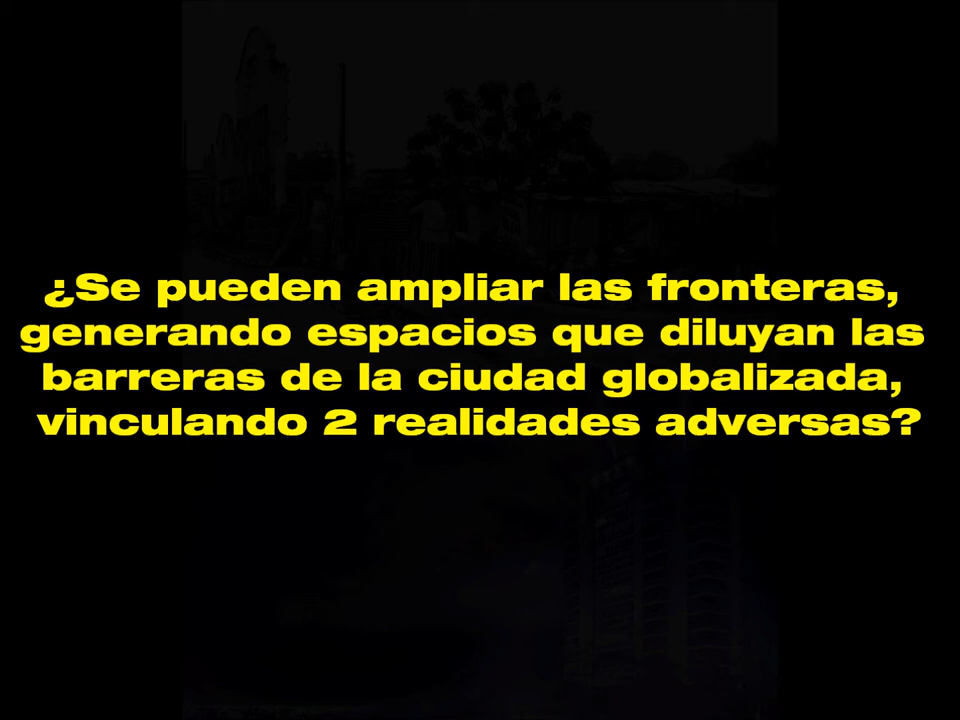 ¿Se pueden ampliar las fronteras,
generando espacios que diluyan las
barreras de la ciudad globalizada,
vinculando 2 realidades adversas?